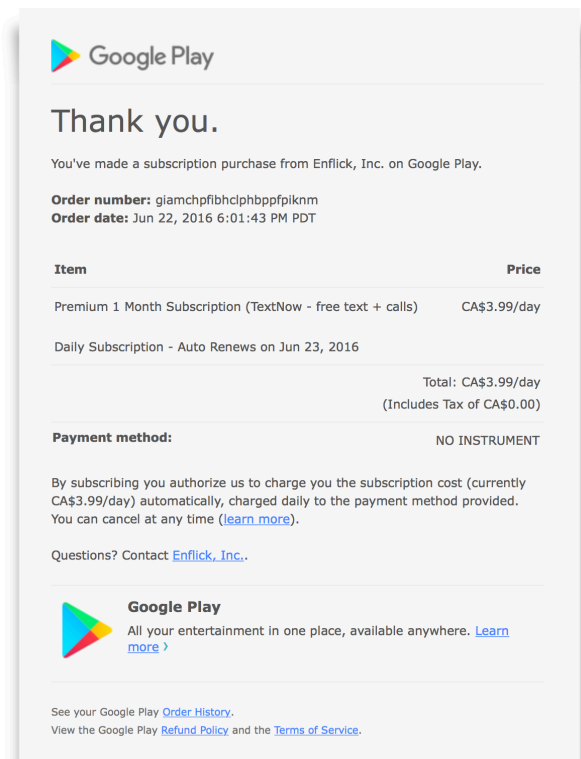 Google Play
Thank you.
You've made a subscription purchase from Enflick, Inc. on Google Play.
Order number: giamchpfibhclphbppfpiknm
Order date: Jun 22, 2016 6:01:43 PM PDT
Item Price
Premium 1 Month Subscription (TextNow - free text + calls) CA$3.99/day
Daily Subscription - Auto Renews on Jun 23, 2016
Total: CA$3.99/day
(Includes Tax of CA$0.00)
Payment method: NO INSTRUMENT
By subscribing you authorize us to charge you the subscription cost (currently
CA$3.99/day) automatically, charged daily to the payment method provided.
You can cancel at any time (learn more).
Questions? Contact Enflick, Inc..
Google Play
All your entertainment in one place, available anywhere. Learn
more ›
See your Google Play Order History.
View the Google Play Refund Policy and the Terms of Service.